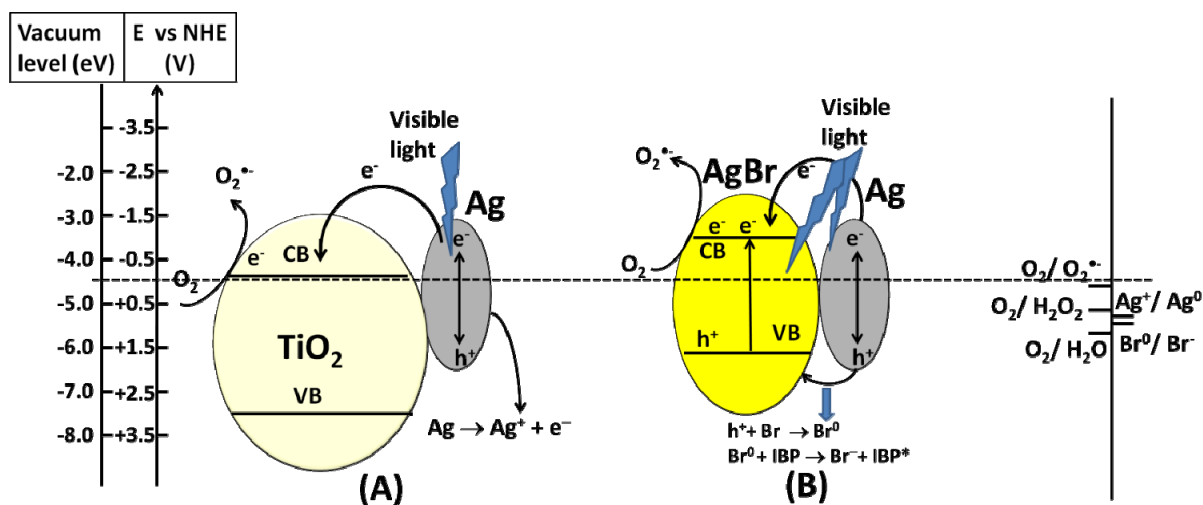 Vacuum level (eV)
E vs NHE (V)
-2.0
-3.0
-4.0
-5.0
-6.0
-7.0
-8.0
-3.5
-2.5
-1.5
-0.5
+0.5
+1.5
+2.5
+3.5
O₂•-
e-
O₂
CB
TiO₂
VB
e-
Visible
light
Ag
e-
h+
Ag → Ag+ + e−
(A)
O₂•-
e-
Visible
light
AgBr
Ag
e- e-
CB
O₂
h+
VB
e-
h+
h+ + Br → Br⁰
Br⁰ + IBP → Br− + IBP*
(B)
O₂/ O₂•-
O₂/ H₂O₂
Ag+/ Ag⁰
O₂/ H₂O
Br⁰/ Br-